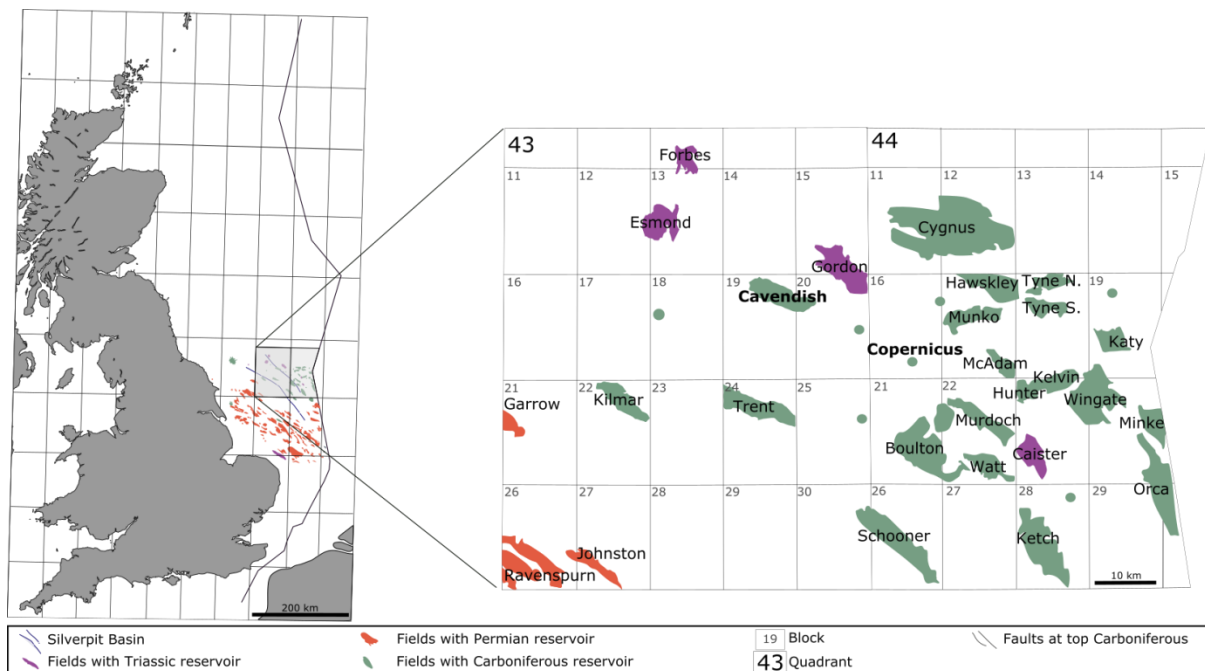 43
44
Forbes
11
12
13
14
15
11
12
13
14
15
Esmond
Cygnus
Gordon
16
18
19
20
16
Hawskley
Tyne N.
19
Cavendish
Munko
Tyne S.
Copernicus
McAdam
Katy
21
22
23
24
25
21
22
Kelvin
Garrow
Kilmar
Trent
Hunter
Wingate
Murdoch
Minke
Boulton
Caister
Watt
26
27
28
29
30
26
27
28
29
Orca
Schooner
Ketch
Johnston
Ravenspurn
200 km
10 km
Silverpit Basin
Fields with Permian reservoir
19 Block
Faults at top Carboniferous
Fields with Triassic reservoir
Fields with Carboniferous reservoir
43 Quadrant